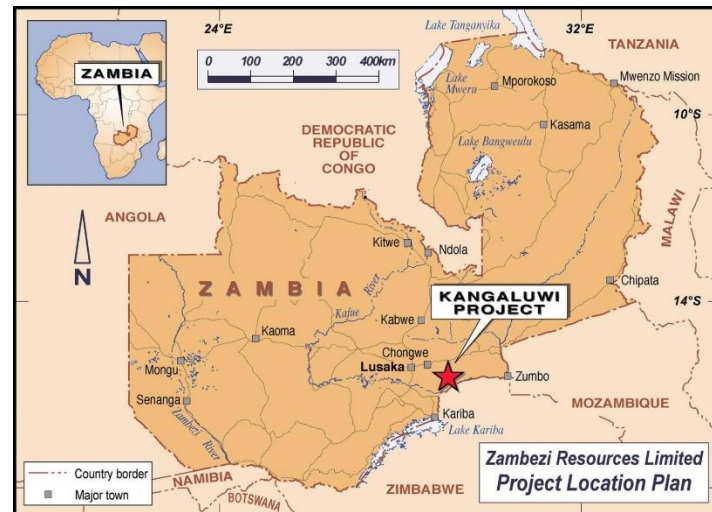 24°E
32°E
Lake Tanganyika
TANZANIA
ZAMBIA
0 100 200 300 400km
Lake
Mweru
Mporokoso
Mwenzo Mission
10°S
Kasama
DEMOCRATIC
REPUBLIC
OF
CONGO
Lake Bangweulu
ANGOLA
MALAWI
N
Kitwe
Ndola
ZAMBIA
Kafue
River
Chipata
KANGALUWI
PROJECT
14°S
Kabwe
Kaoma
Chongwe
Lusaka
Mongu
Zumbo
Senanga
Zambezi
River
MOZAMBIQUE
Kariba
Lake Kariba
Country border
Major town
NAMIBIA
BOTSWANA
ZIMBABWE
Zambezi Resources Limited
Project Location Plan